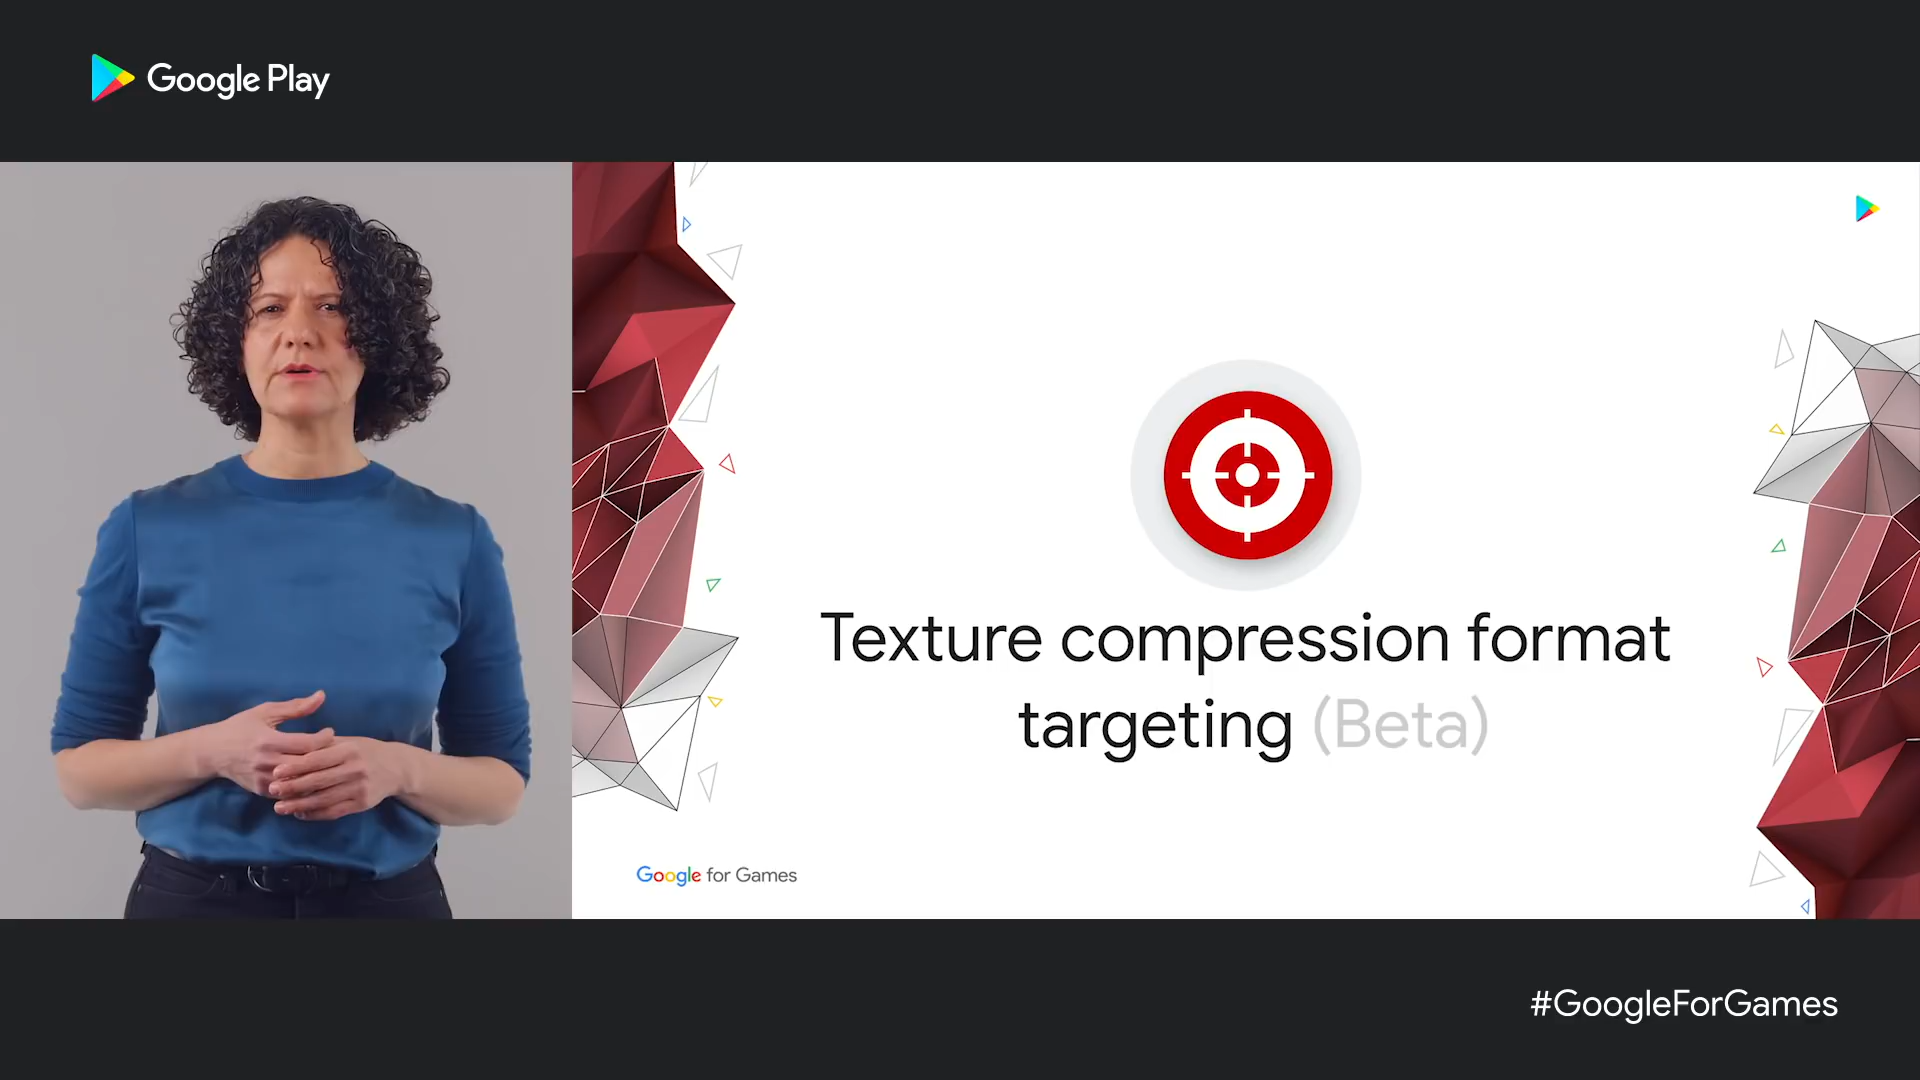 Google Play
Texture compression format
targeting (Beta)
Google for Games
#GoogleForGames